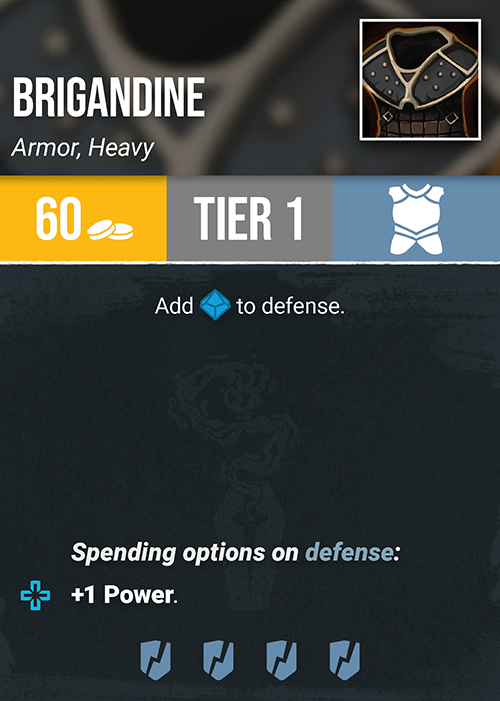 BRIGANDINE
Armor, Heavy
60 TIER 1
Add to defense.
Spending options on defense:
+1 Power.